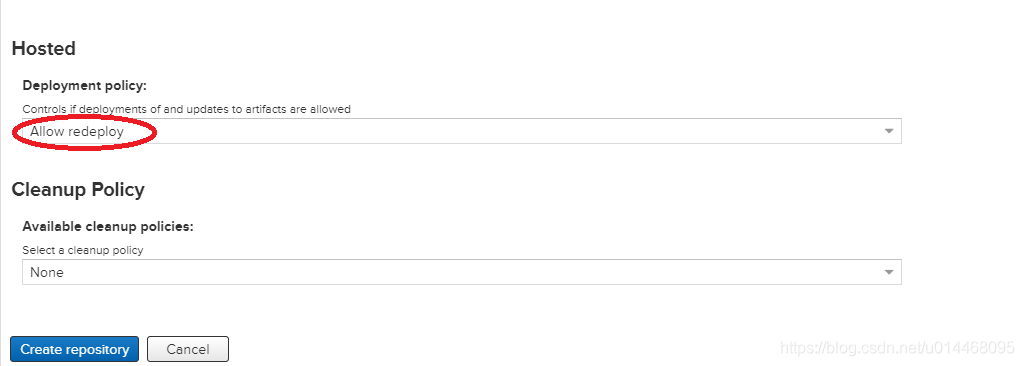 Hosted
Deployment policy:
Controls if deployments of and updates to artifacts are allowed
Allow redeploy
Cleanup Policy
Available cleanup policies:
Select a cleanup policy
None
Create repository Cancel
https://blog.csdn.net/u014468095